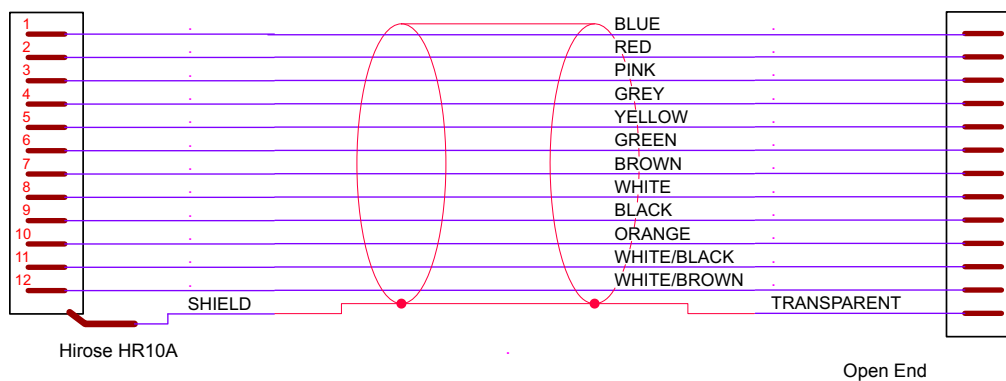 1 BLUE
2 RED
3 PINK
4 GREY
5 YELLOW
6 GREEN
7 BROWN
8 WHITE
9 BLACK
10 ORANGE
11 WHITE/BLACK
12 WHITE/BROWN
SHIELD TRANSPARENT
Hirose HR10A
Open End